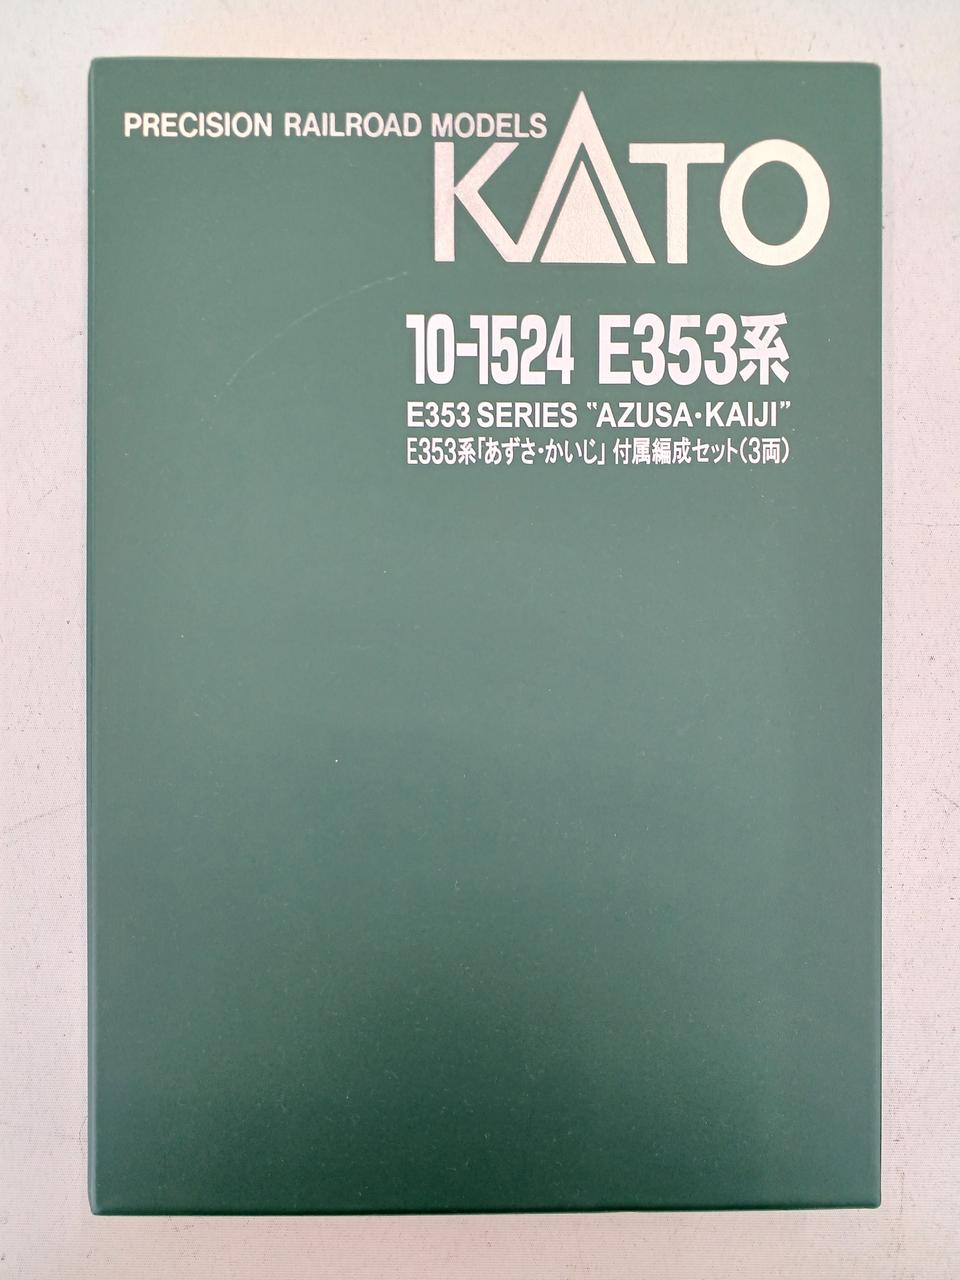 PRECISION RAILROAD MODELS
KATO
10-1524 E353系
E353 SERIES “AZUSA・KAIJI”
E353系「あずさ・かいじ」 付属編成セット(3両)